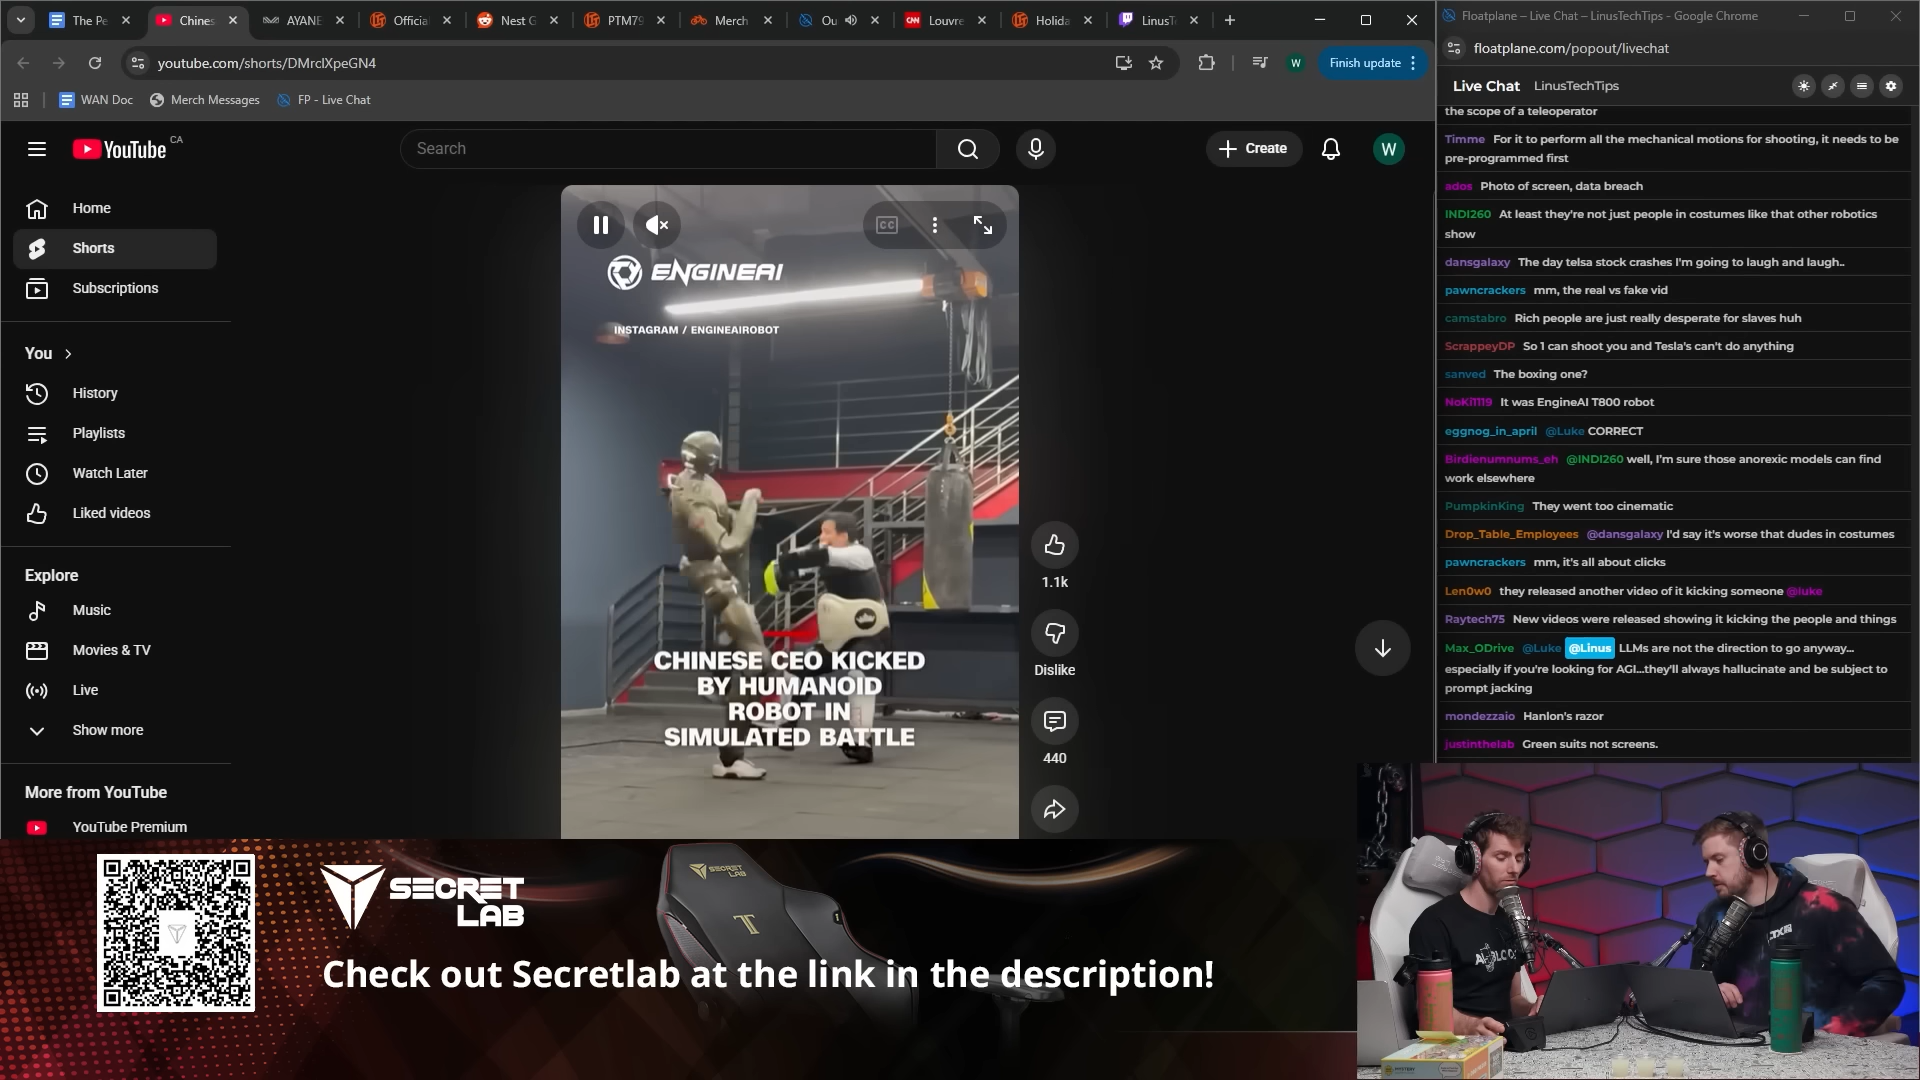 The Pe
Chines
AYANE
Officia
Nest G
PTM79
Merch
Ou
Louvre
Holida
LinusT
Floatplane – Live Chat – LinusTechTips - Google Chrome
youtube.com/shorts/DMrclXpeGN4
W
Finish update
floatplane.com/popout/livechat
WAN Doc
Merch Messages
FP - Live Chat
Live Chat
LinusTechTips
YouTube
CA
Search
Create
W
Home
Shorts
Subscriptions
You
History
Playlists
Watch Later
Liked videos
Explore
Music
Movies & TV
Live
Show more
More from YouTube
YouTube Premium
CC
ENGINEAI
INSTAGRAM / ENGINEAIROBOT
CHINESE CEO KICKED
BY HUMANOID
ROBOT IN
SIMULATED BATTLE
1.1k
Dislike
440
the scope of a teleoperator
Timme For it to perform all the mechanical motions for shooting, it needs to be
pre-programmed first
ados Photo of screen, data breach
INDI260 At least they're not just people in costumes like that other robotics
show
dansgalaxy The day telsa stock crashes I'm going to laugh and laugh..
pawncrackers mm, the real vs fake vid
camstabro Rich people are just really desperate for slaves huh
ScrappeyDP So 1 can shoot you and Tesla's can't do anything
sanved The boxing one?
NoKi1119 It was EngineAI T800 robot
eggnog_in_april @Luke CORRECT
Birdienumnums_eh @INDI260 well, I'm sure those anorexic models can find
work elsewhere
PumpkinKing They went too cinematic
Drop_Table_Employees @dansgalaxy I'd say it's worse that dudes in costumes
pawncrackers mm, it's all about clicks
Len0w0 they released another video of it kicking someone @luke
Raytech75 New videos were released showing it kicking the people and things
Max_ODrive @Luke @Linus LLMs are not the direction to go anyway...
especially if you're looking for AGI...they'll always hallucinate and be subject to
prompt jacking
mondezzaio Hanlon's razor
justinthelab Green suits not screens.
SECRET
LAB
SECRET
LAB
Check out Secretlab at the link in the description!